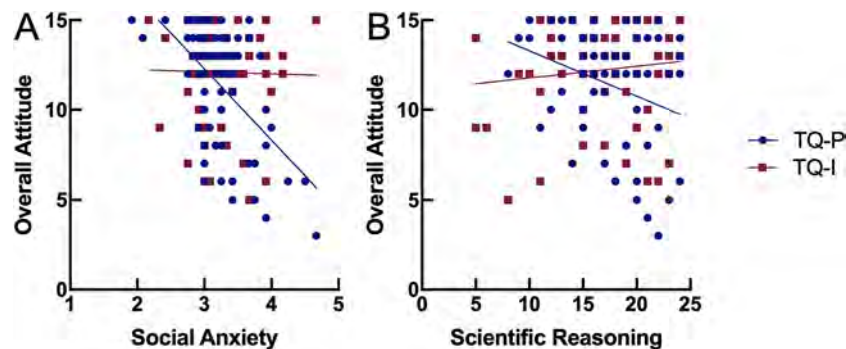 A
B
15
10
5
0
Overall Attitude
1 2 3 4 5
Social Anxiety
15
10
5
0
Overall Attitude
0 5 10 15 20 25
Scientific Reasoning
TQ-P
TQ-I